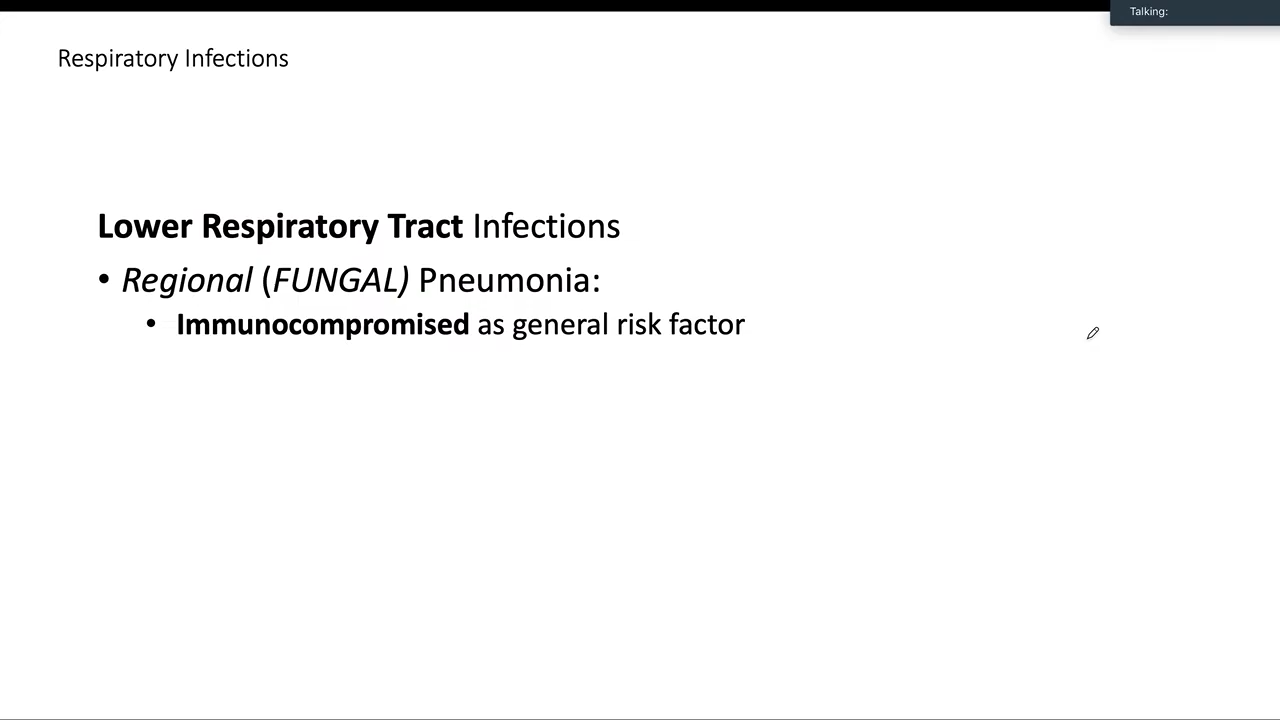 Talking:
Respiratory Infections
Lower Respiratory Tract Infections
• Regional (FUNGAL) Pneumonia:
• Immunocompromised as general risk factor